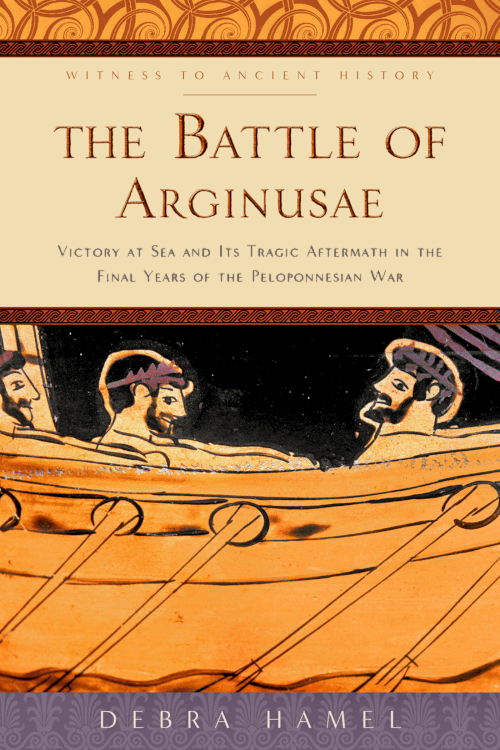 WITNESS TO ANCIENT HISTORY
THE BATTLE OF
ARGINUSAE
VICTORY AT SEA AND ITS TRAGIC AFTERMATH IN THE
FINAL YEARS OF THE PELOPONNESIAN WAR
DEBRA HAMEL